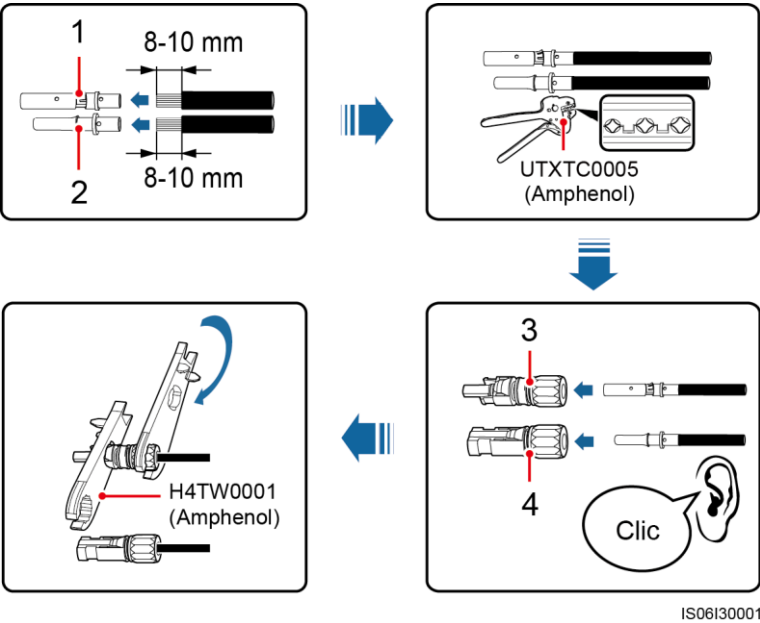 1
8-10 mm
8-10 mm
2
UTXTC0005
(Amphenol)
3
4
Clic
H4TW0001
(Amphenol)
IS06I30001